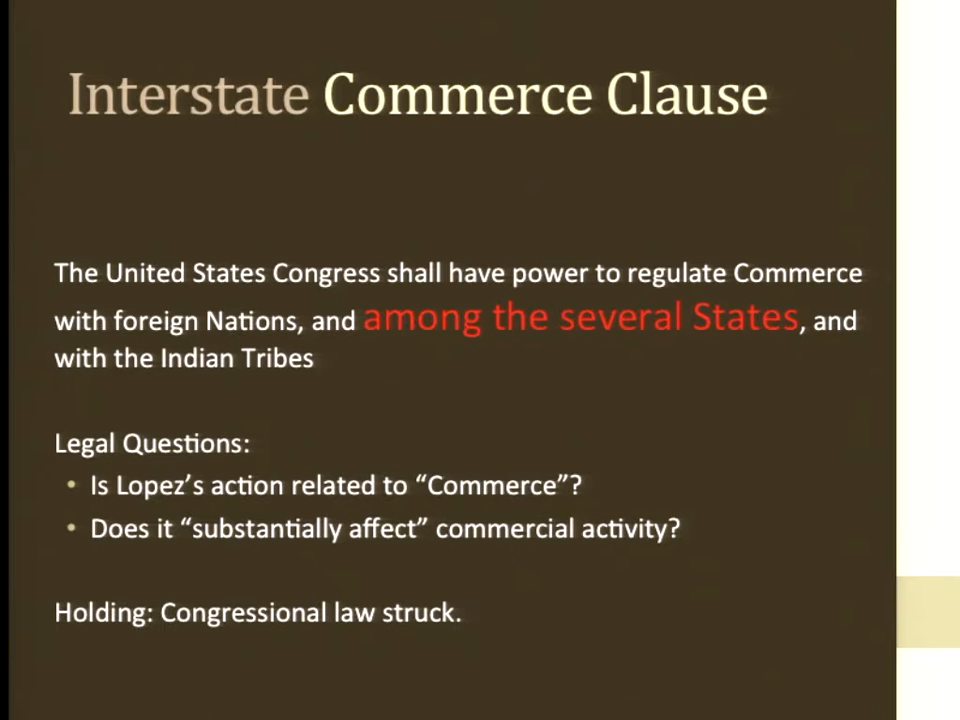 Interstate Commerce Clause
The United States Congress shall have power to regulate Commerce
with foreign Nations, and among the several States, and
with the Indian Tribes
Legal Questions:
• Is Lopez’s action related to “Commerce”?
• Does it “substantially affect” commercial activity?
Holding: Congressional law struck.